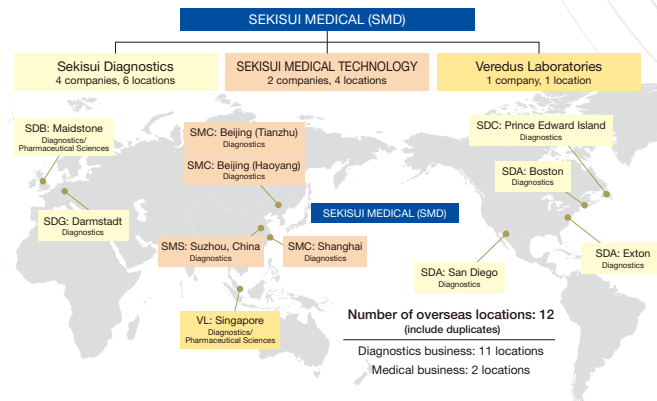 SEKISUI MEDICAL (SMD)
Sekisui Diagnostics
4 companies, 6 locations
SEKISUI MEDICAL TECHNOLOGY
2 companies, 4 locations
Veredus Laboratories
1 company, 1 location
SDB: Maidstone
Diagnostics/
Pharmaceutical Sciences
SMC: Beijing (Tianzhu)
Diagnostics
SMC: Beijing (Haoyang)
Diagnostics
SDC: Prince Edward Island
Diagnostics
SDA: Boston
Diagnostics
SEKISUI MEDICAL (SMD)
SDG: Darmstadt
Diagnostics
SMS: Suzhou, China
Diagnostics
SMC: Shanghai
Diagnostics
SDA: Exton
Diagnostics
SDA: San Diego
Diagnostics
VL: Singapore
Diagnostics/
Pharmaceutical Sciences
Number of overseas locations: 12
(include duplicates)
Diagnostics business: 11 locations
Medical business: 2 locations